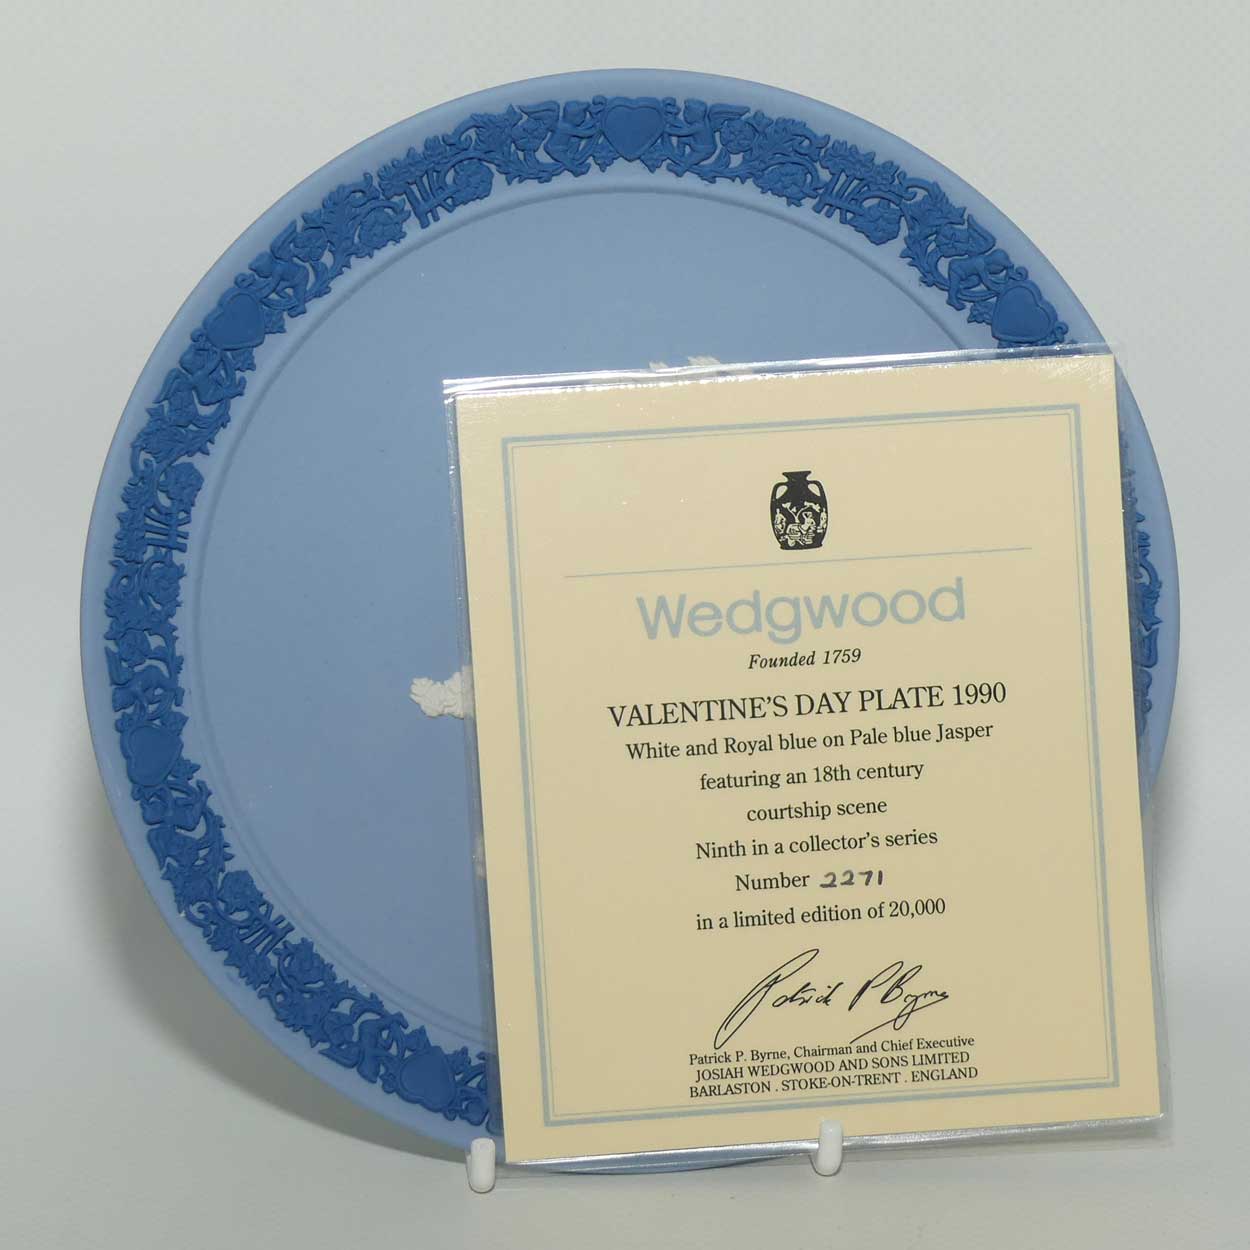 Wedgwood
Founded 1759
VALENTINE'S DAY PLATE 1990
White and Royal blue on Pale blue Jasper
featuring an 18th century
courtship scene
Ninth in a collector's series
Number 2271
in a limited edition of 20,000
Patrick P Byrne
Patrick P. Byrne, Chairman and Chief Executive
JOSIAH WEDGWOOD AND SONS LIMITED
BARLASTON . STOKE-ON-TRENT . ENGLAND